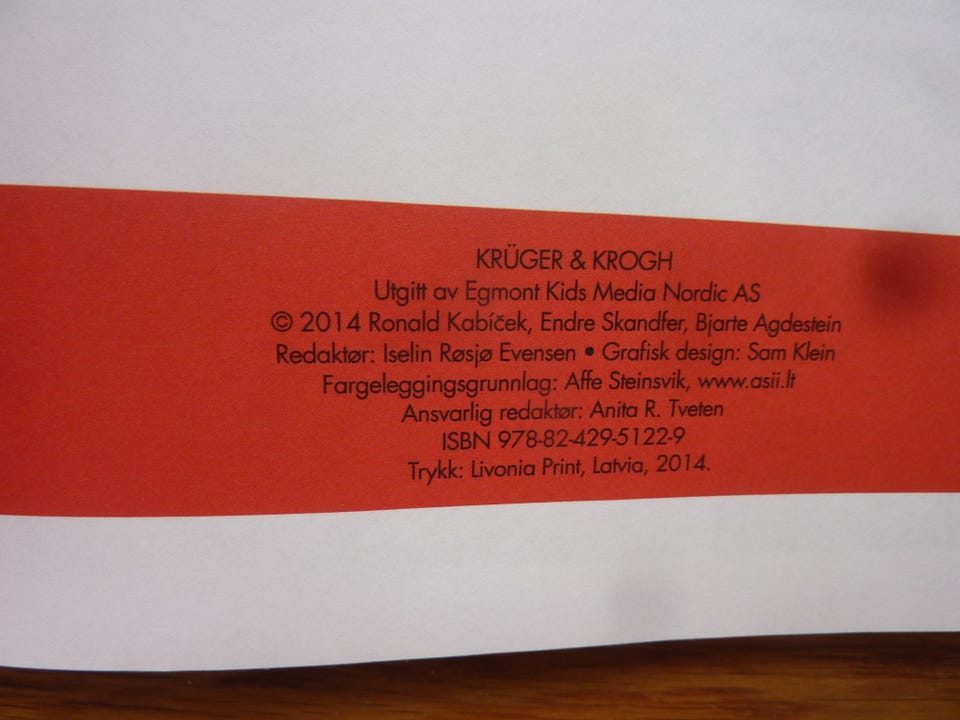 KRÜGER & KROGH
Utgitt av Egmont Kids Media Nordic AS
© 2014 Ronald Kabíček, Endre Skandfer, Bjarte Agdestein
Redaktør: Iselin Røsjø Evensen • Grafisk design: Sam Klein
Fargeleggingsgrunnlag: Affe Steinsvik, www.asii.lt
Ansvarlig redaktør: Anita R. Tveten
ISBN 978-82-429-5122-9
Trykk: Livonia Print, Latvia, 2014.